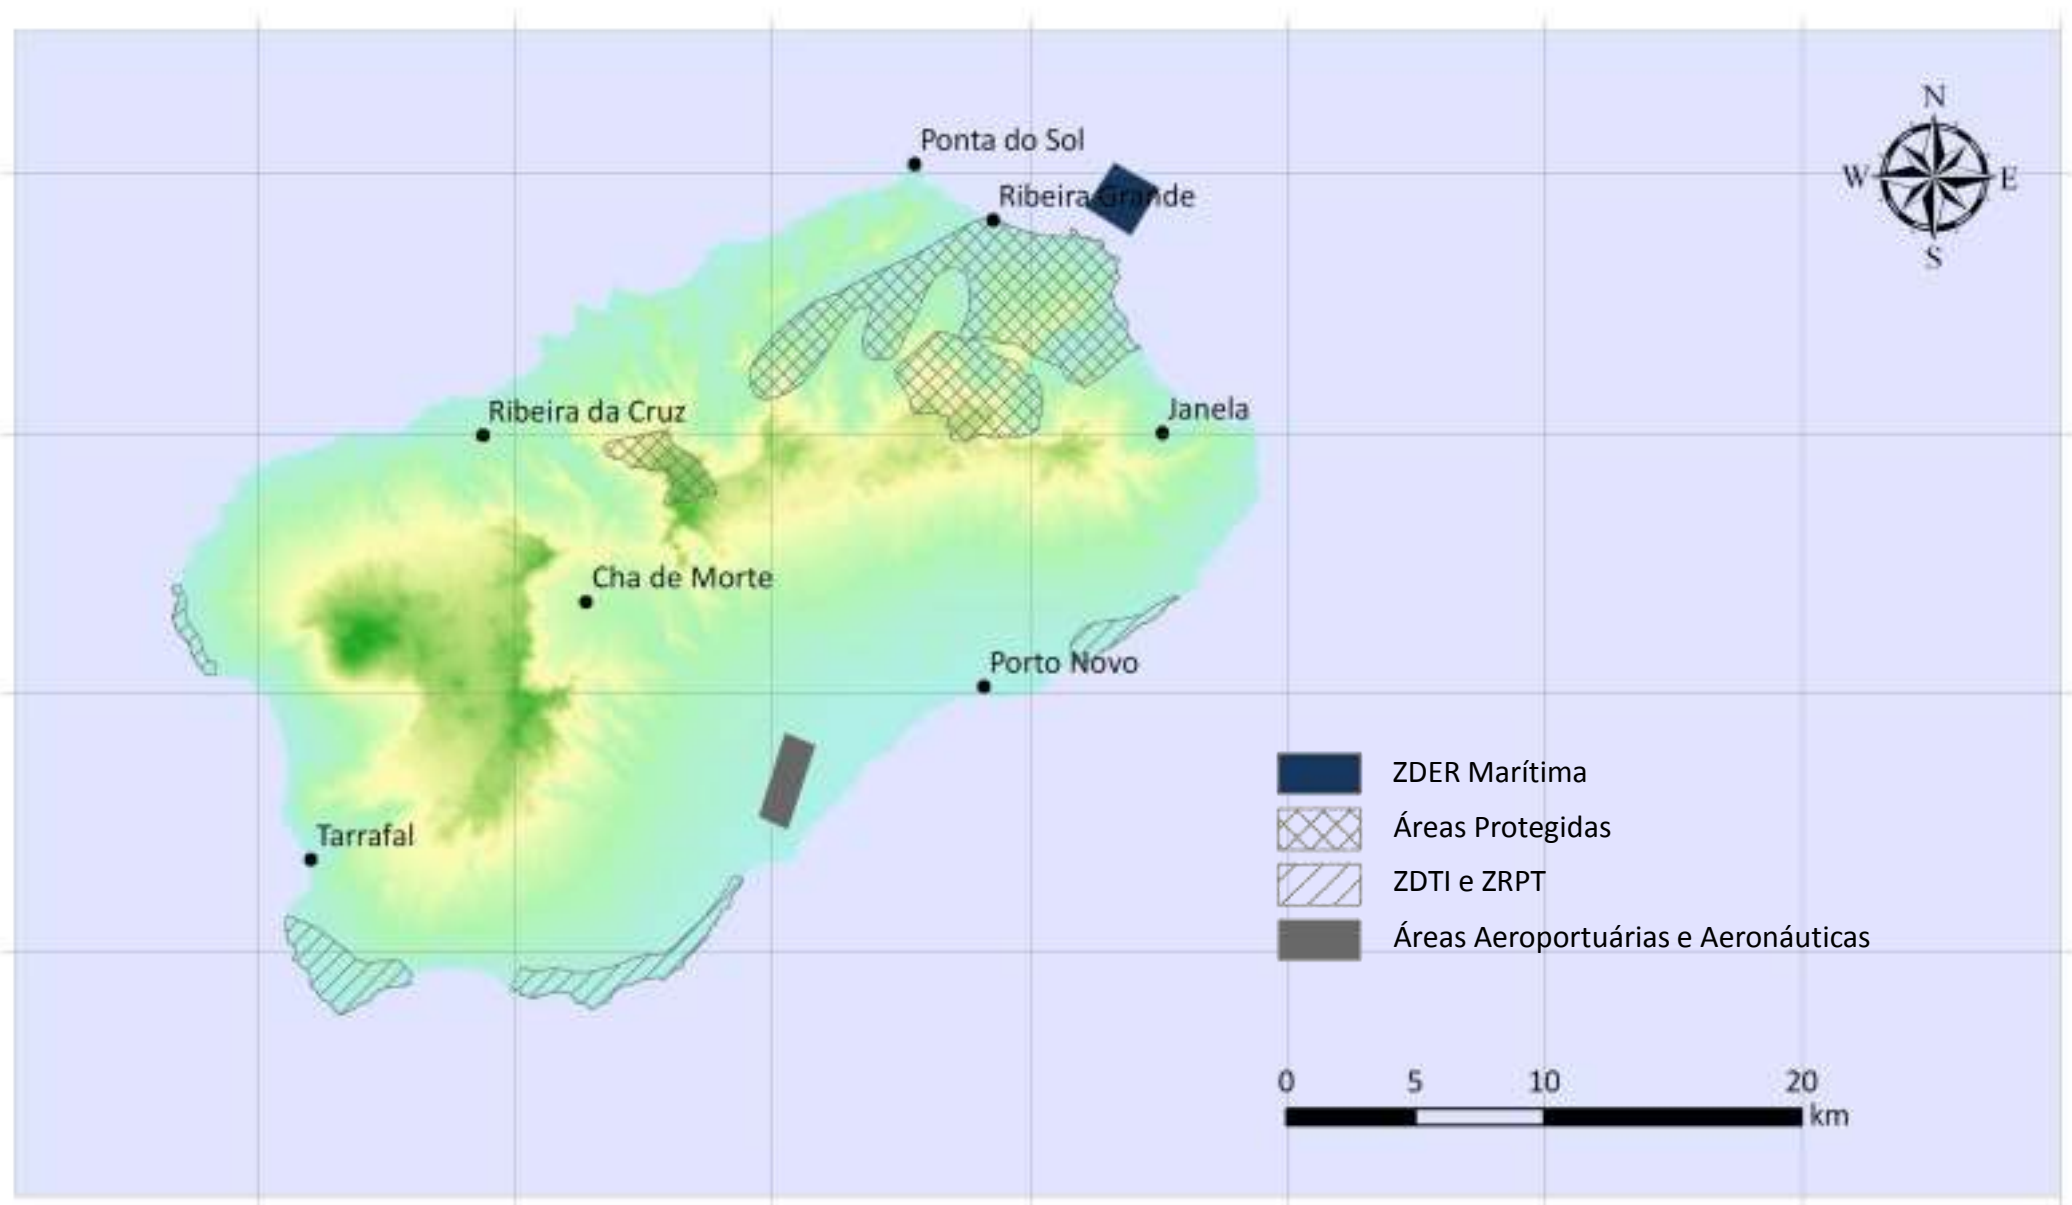 N
W E
S
Ponta do Sol
Ribeira Grande
Ribeira da Cruz
Janela
Cha de Morte
Porto Novo
Tarrafal
ZDER Marítima
Áreas Protegidas
ZDTI e ZRPT
Áreas Aeroportuárias e Aeronáuticas
0 5 10 20
km